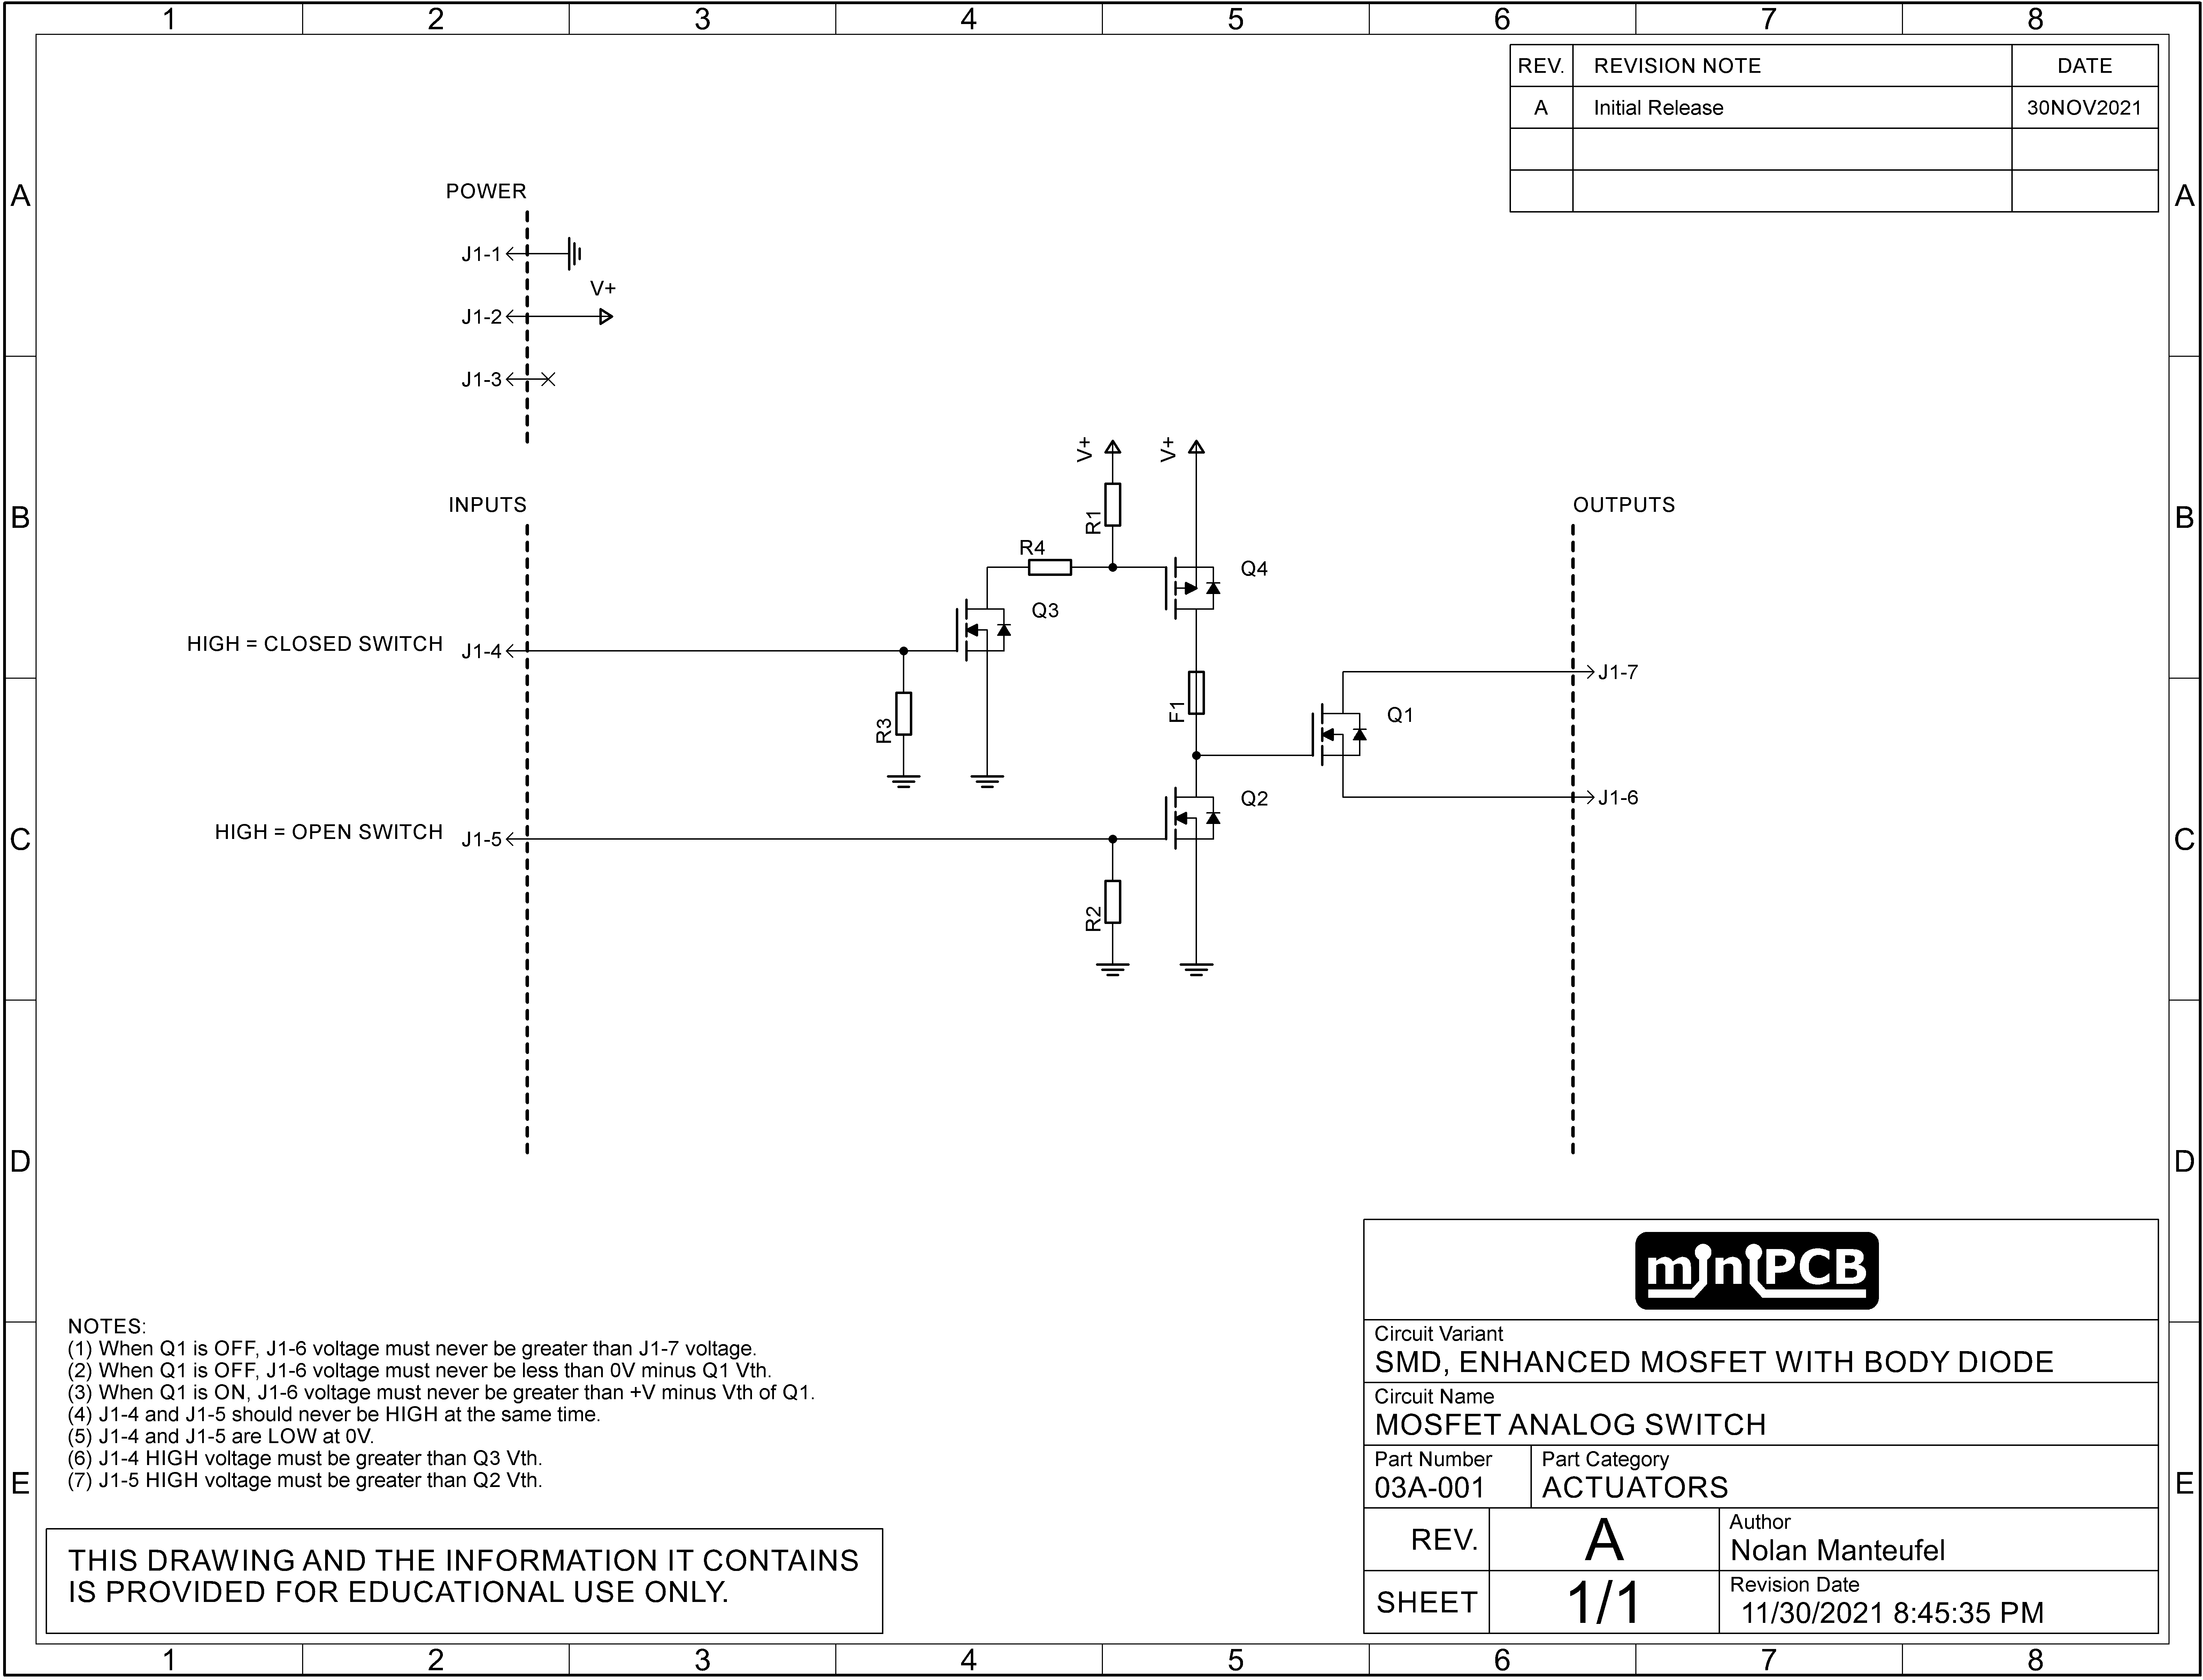 1 2 3 4 5 6 7 8
REV. REVISION NOTE DATE
A Initial Release 30NOV2021
A A
POWER
J1-1
V+
J1-2
J1-3
V+ V+
INPUTS OUTPUTS
B B
R1
R4
Q4
Q3
HIGH = CLOSED SWITCH J1-4
J1-7
R3
F1
Q1
J1-6
Q2
HIGH = OPEN SWITCH J1-5
C C
R2
D D
miniPCB
NOTES:
(1) When Q1 is OFF, J1-6 voltage must never be greater than J1-7 voltage.
(2) When Q1 is OFF, J1-6 voltage must never be less than 0V minus Q1 Vth.
(3) When Q1 is ON, J1-6 voltage must never be greater than +V minus Vth of Q1.
(4) J1-4 and J1-5 should never be HIGH at the same time.
(5) J1-4 and J1-5 are LOW at 0V.
(6) J1-4 HIGH voltage must be greater than Q3 Vth.
(7) J1-5 HIGH voltage must be greater than Q2 Vth.
Circuit Variant
SMD, ENHANCED MOSFET WITH BODY DIODE
Circuit Name
MOSFET ANALOG SWITCH
Part Number Part Category
03A-001 ACTUATORS
E E
REV. A
Author
Nolan Manteufel
SHEET 1/1
Revision Date
11/30/2021 8:45:35 PM
THIS DRAWING AND THE INFORMATION IT CONTAINS
IS PROVIDED FOR EDUCATIONAL USE ONLY.
1 2 3 4 5 6 7 8